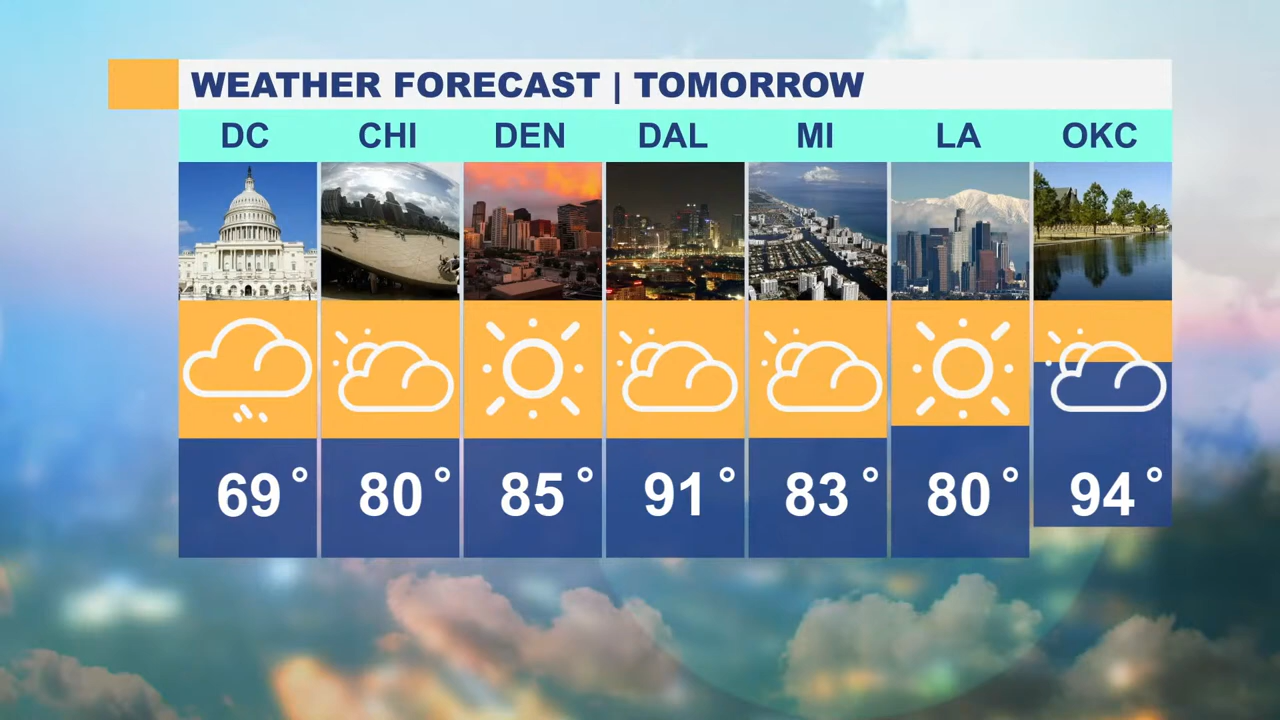 WEATHER FORECAST | TOMORROW
DC CHI DEN DAL MI LA OKC
69° 80° 85° 91° 83° 80° 94°